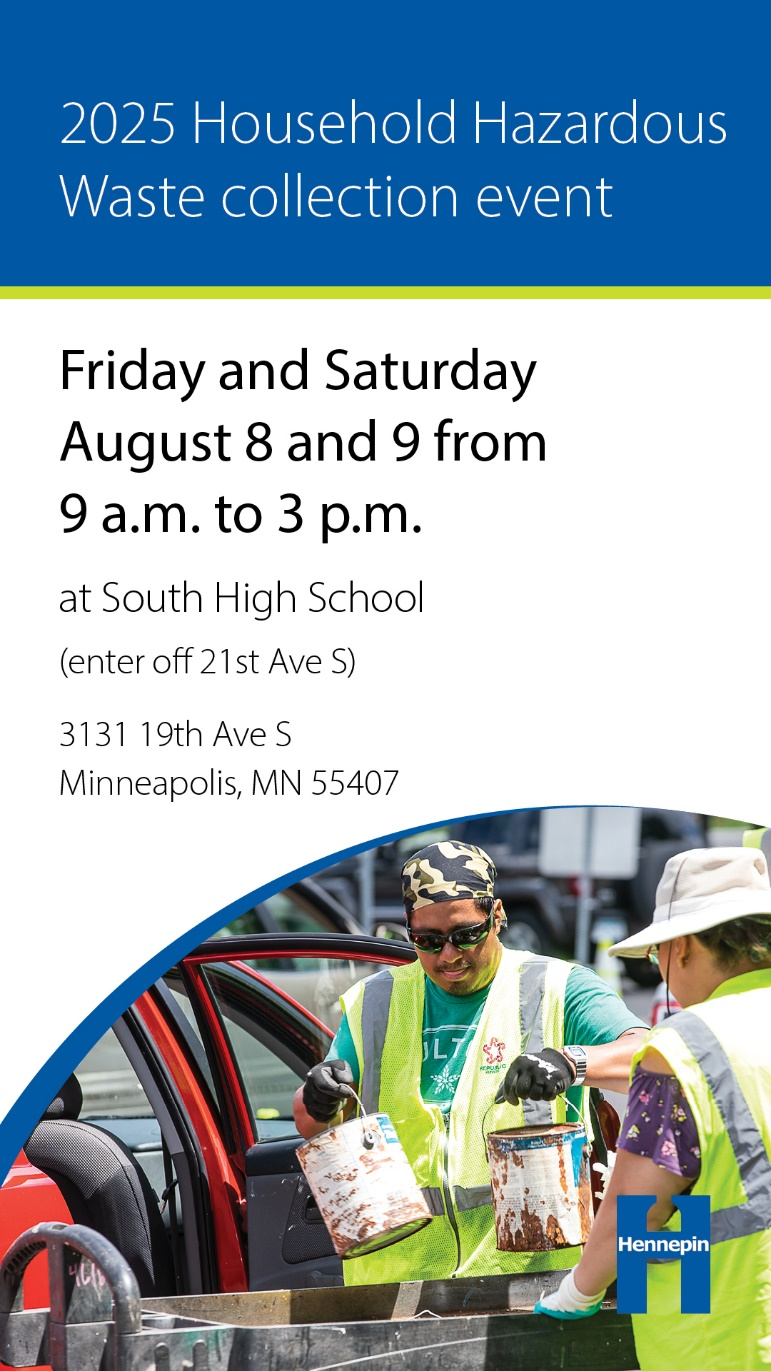 2025 Household Hazardous
Waste collection event
Friday and Saturday
August 8 and 9 from
9 a.m. to 3 p.m.
at South High School
(enter off 21st Ave S)
3131 19th Ave S
Minneapolis, MN 55407
REPUBLIC
Hennepin